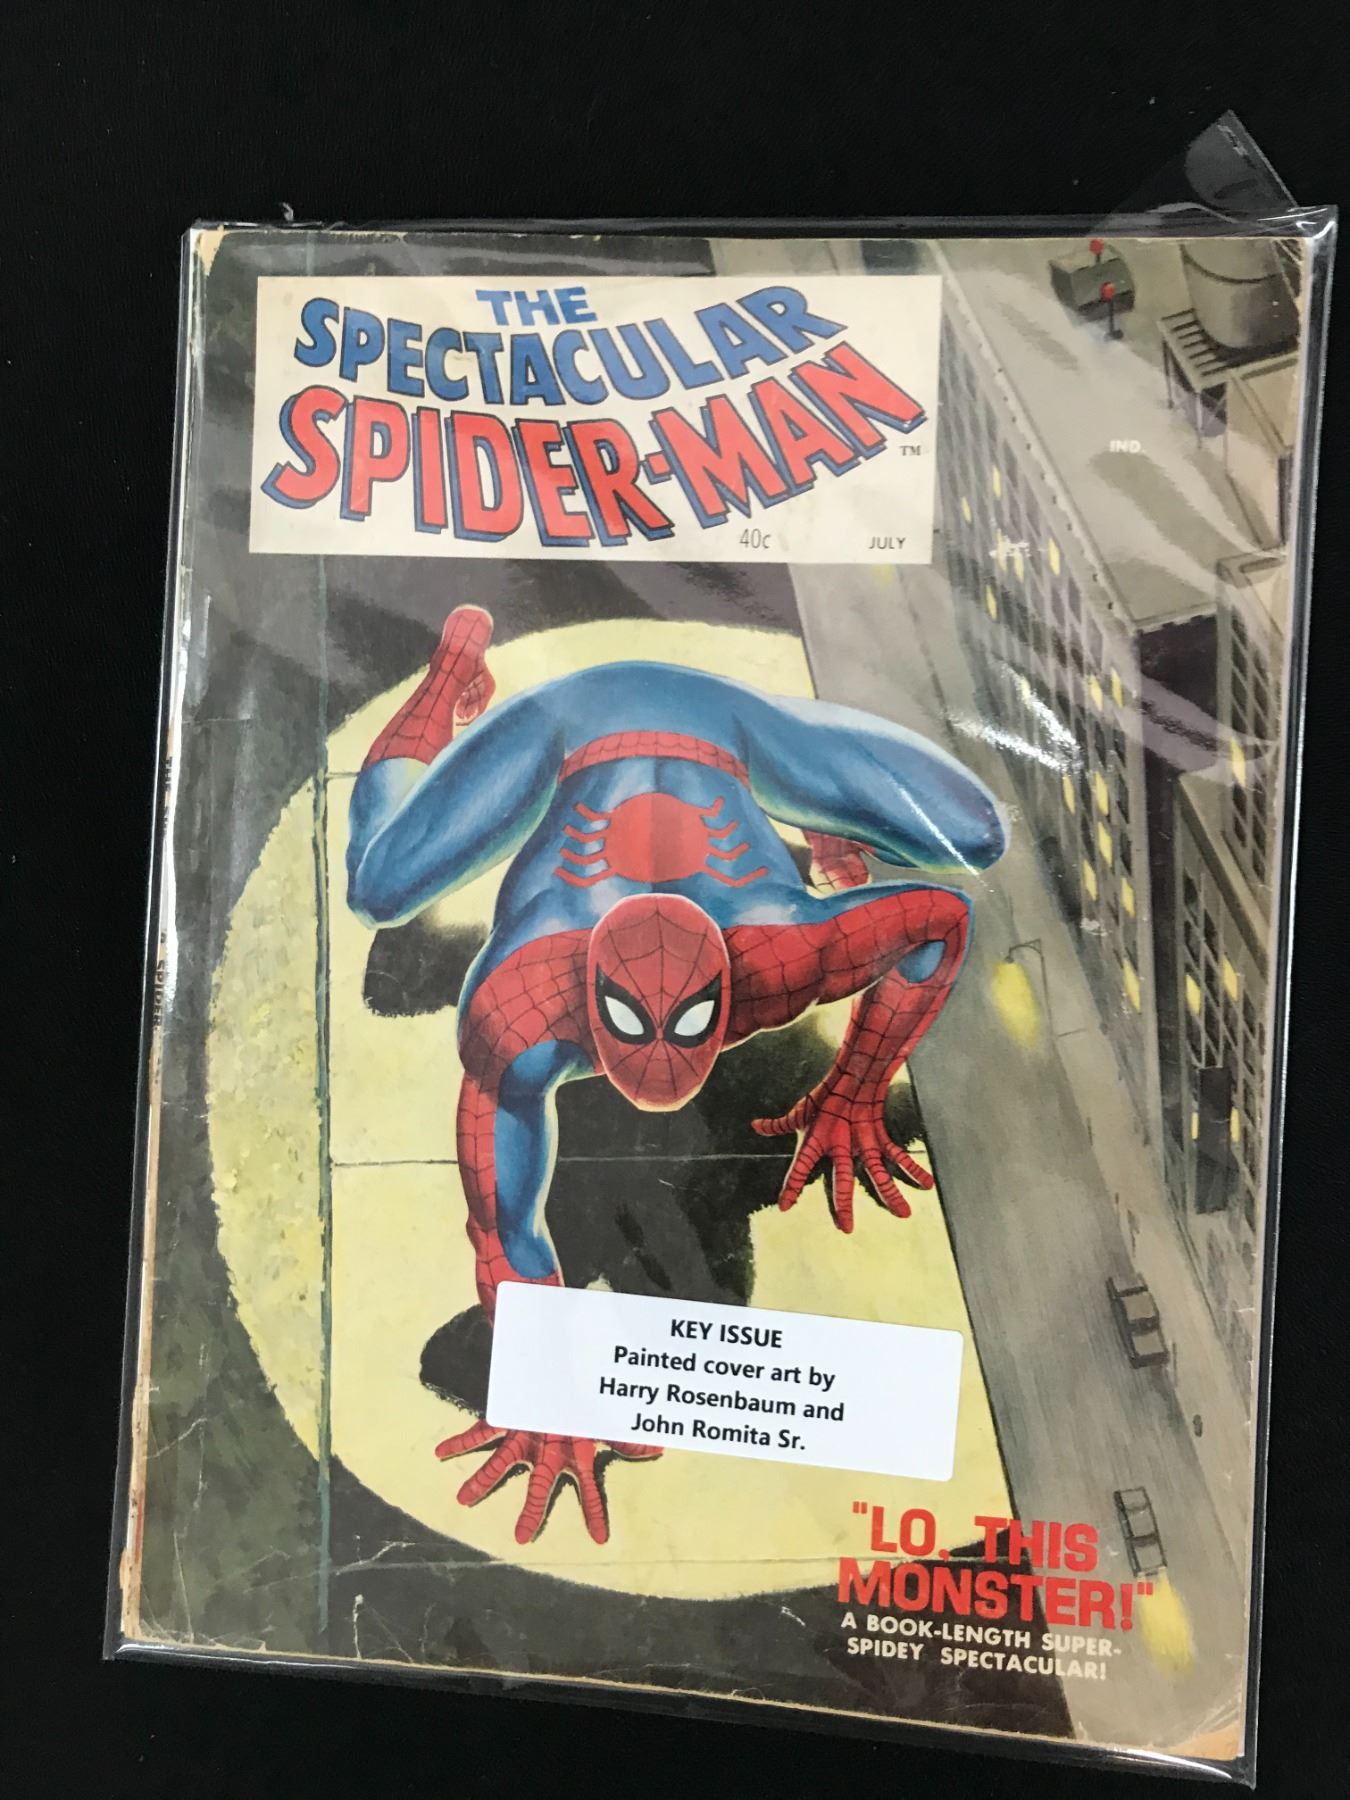 THE
SPECTACULAR
SPIDER-MAN
TM
40c JULY
IND.
KEY ISSUE
Painted cover art by
Harry Rosenbaum and
John Romita Sr.
"LO, THIS
MONSTER!"
A BOOK-LENGTH SUPER-
SPIDEY SPECTACULAR!